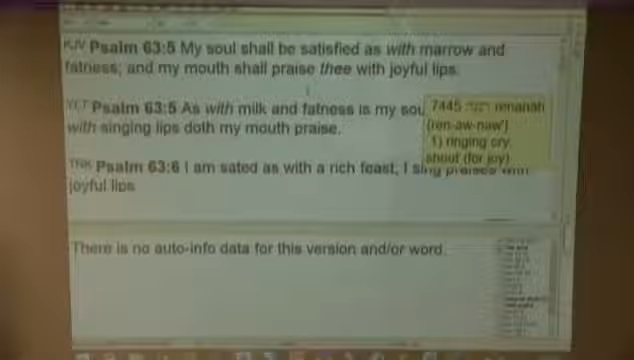 KJV Psalm 63:5 My soul shall be satisfied as with marrow and
fatness; and my mouth shall praise thee with joyful lips.
YLT Psalm 63:5 As with milk and fatness is my sou
with singing lips doth my mouth praise.
7445 renanah
(ren-aw-naw')
1) ringing cry,
shout (for joy)
TNK Psalm 63:6 I am sated as with a rich feast, I sing praises with
joyful lips
There is no auto-info data for this version and/or word.